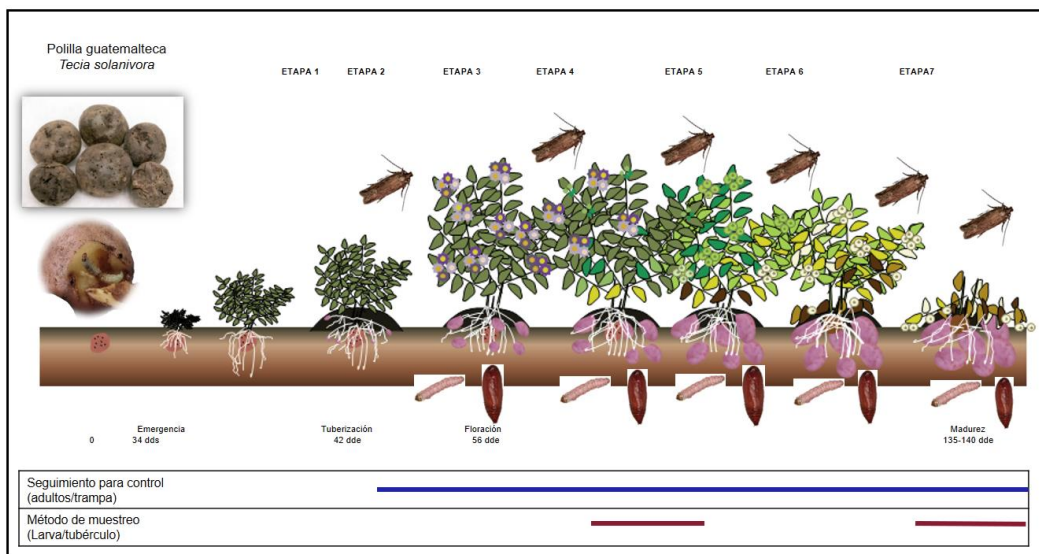 Polilla guatemalteca
Tecia solanivora
ETAPA 1 ETAPA 2 ETAPA 3 ETAPA 4 ETAPA 5 ETAPA 6 ETAPA7
Emergencia Tuberización Floración Madurez
0 34 dds 42 dde 56 dde 135-140 dde
Seguimiento para control
(adultos/trampa)
Método de muestreo
(Larva/tubérculo)